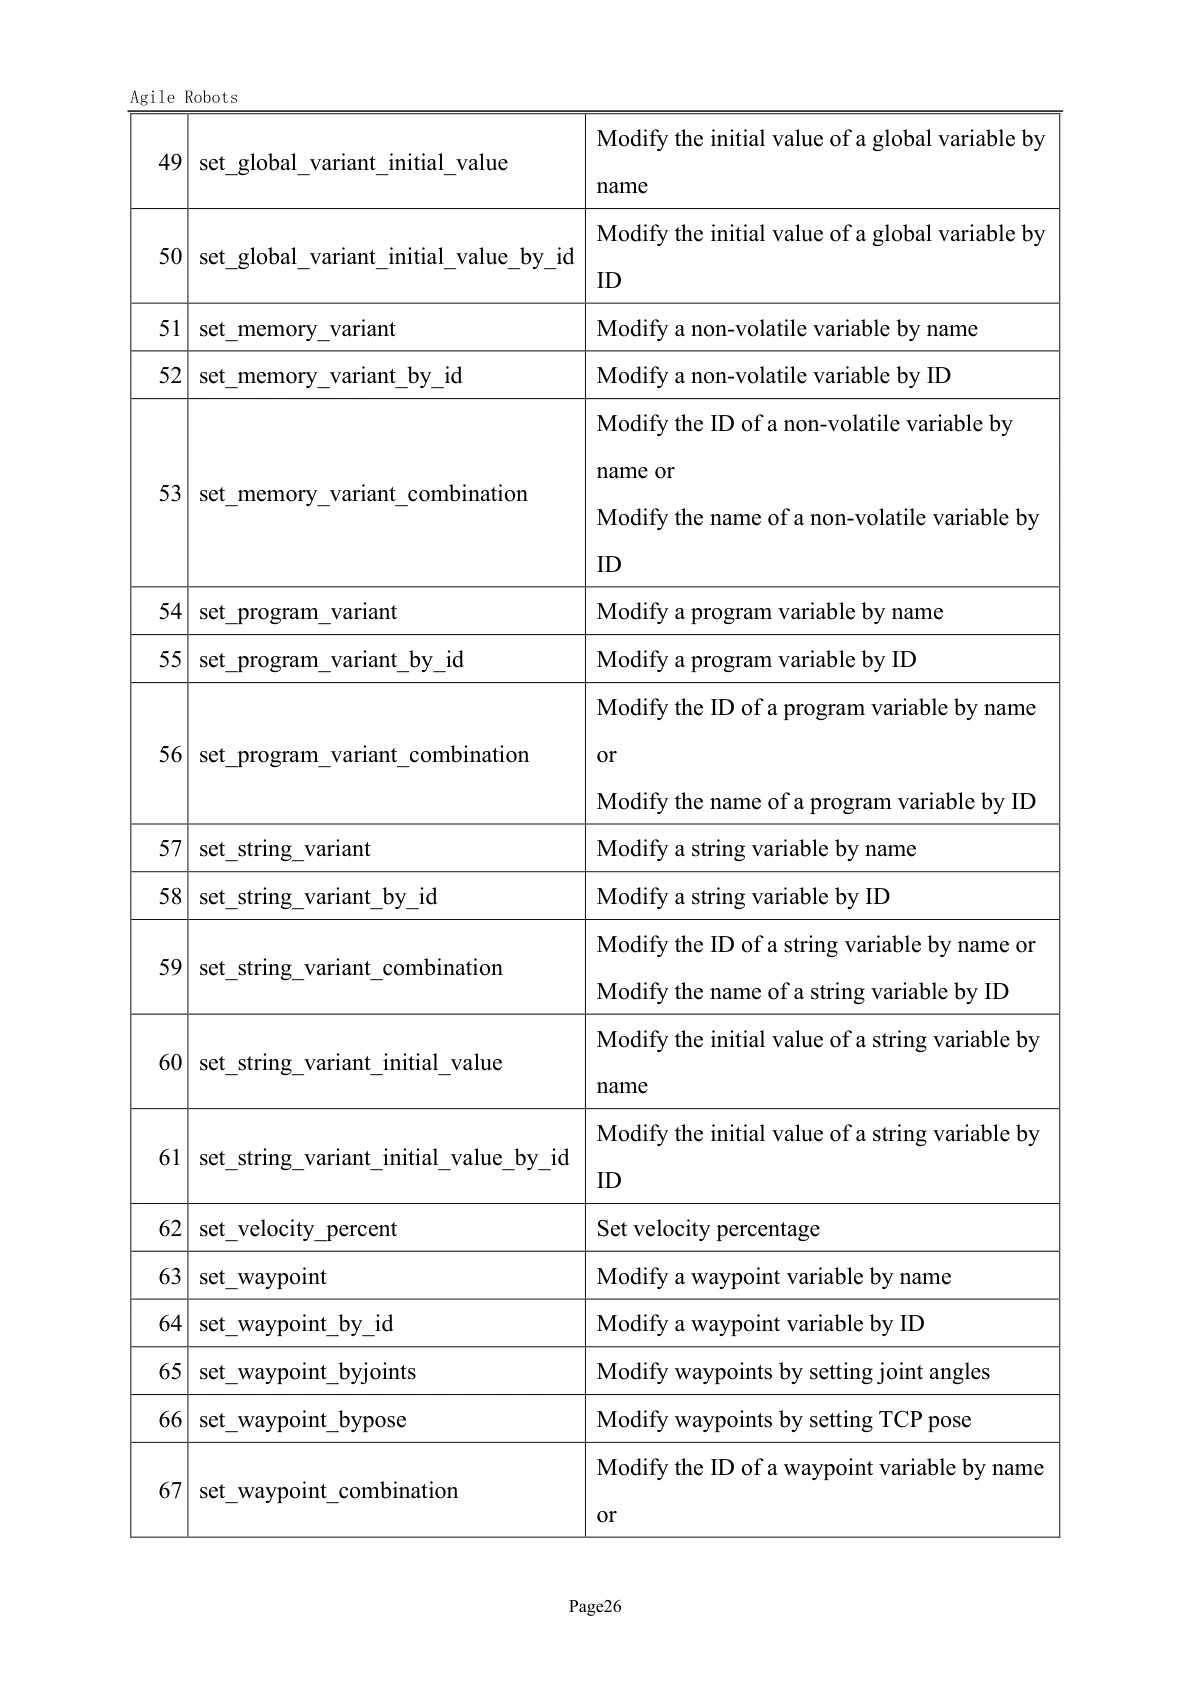 Agile Robots
49 set_global_variant_initial_value Modify the initial value of a global variable by
name
50 set_global_variant_initial_value_by_id Modify the initial value of a global variable by
ID
51 set_memory_variant Modify a non-volatile variable by name
52 set_memory_variant_by_id Modify a non-volatile variable by ID
53 set_memory_variant_combination Modify the ID of a non-volatile variable by
name or
Modify the name of a non-volatile variable by
ID
54 set_program_variant Modify a program variable by name
55 set_program_variant_by_id Modify a program variable by ID
56 set_program_variant_combination Modify the ID of a program variable by name
or
Modify the name of a program variable by ID
57 set_string_variant Modify a string variable by name
58 set_string_variant_by_id Modify a string variable by ID
59 set_string_variant_combination Modify the ID of a string variable by name or
Modify the name of a string variable by ID
60 set_string_variant_initial_value Modify the initial value of a string variable by
name
61 set_string_variant_initial_value_by_id Modify the initial value of a string variable by
ID
62 set_velocity_percent Set velocity percentage
63 set_waypoint Modify a waypoint variable by name
64 set_waypoint_by_id Modify a waypoint variable by ID
65 set_waypoint_byjoints Modify waypoints by setting joint angles
66 set_waypoint_bypose Modify waypoints by setting TCP pose
67 set_waypoint_combination Modify the ID of a waypoint variable by name
or
Page26